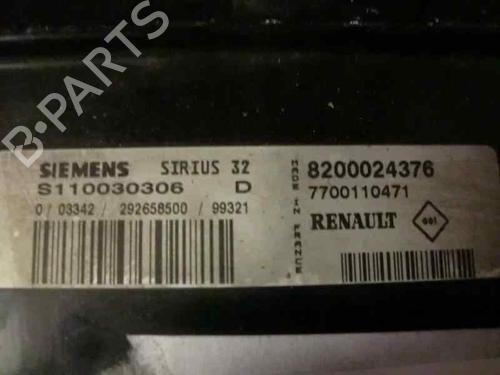 B-PARTS
SIEMENS SIRIUS 32
S110030306 D
0 / 03342 / 292658500 / 99321
MADE IN FRANCE
8200024376
7700110471
RENAULT